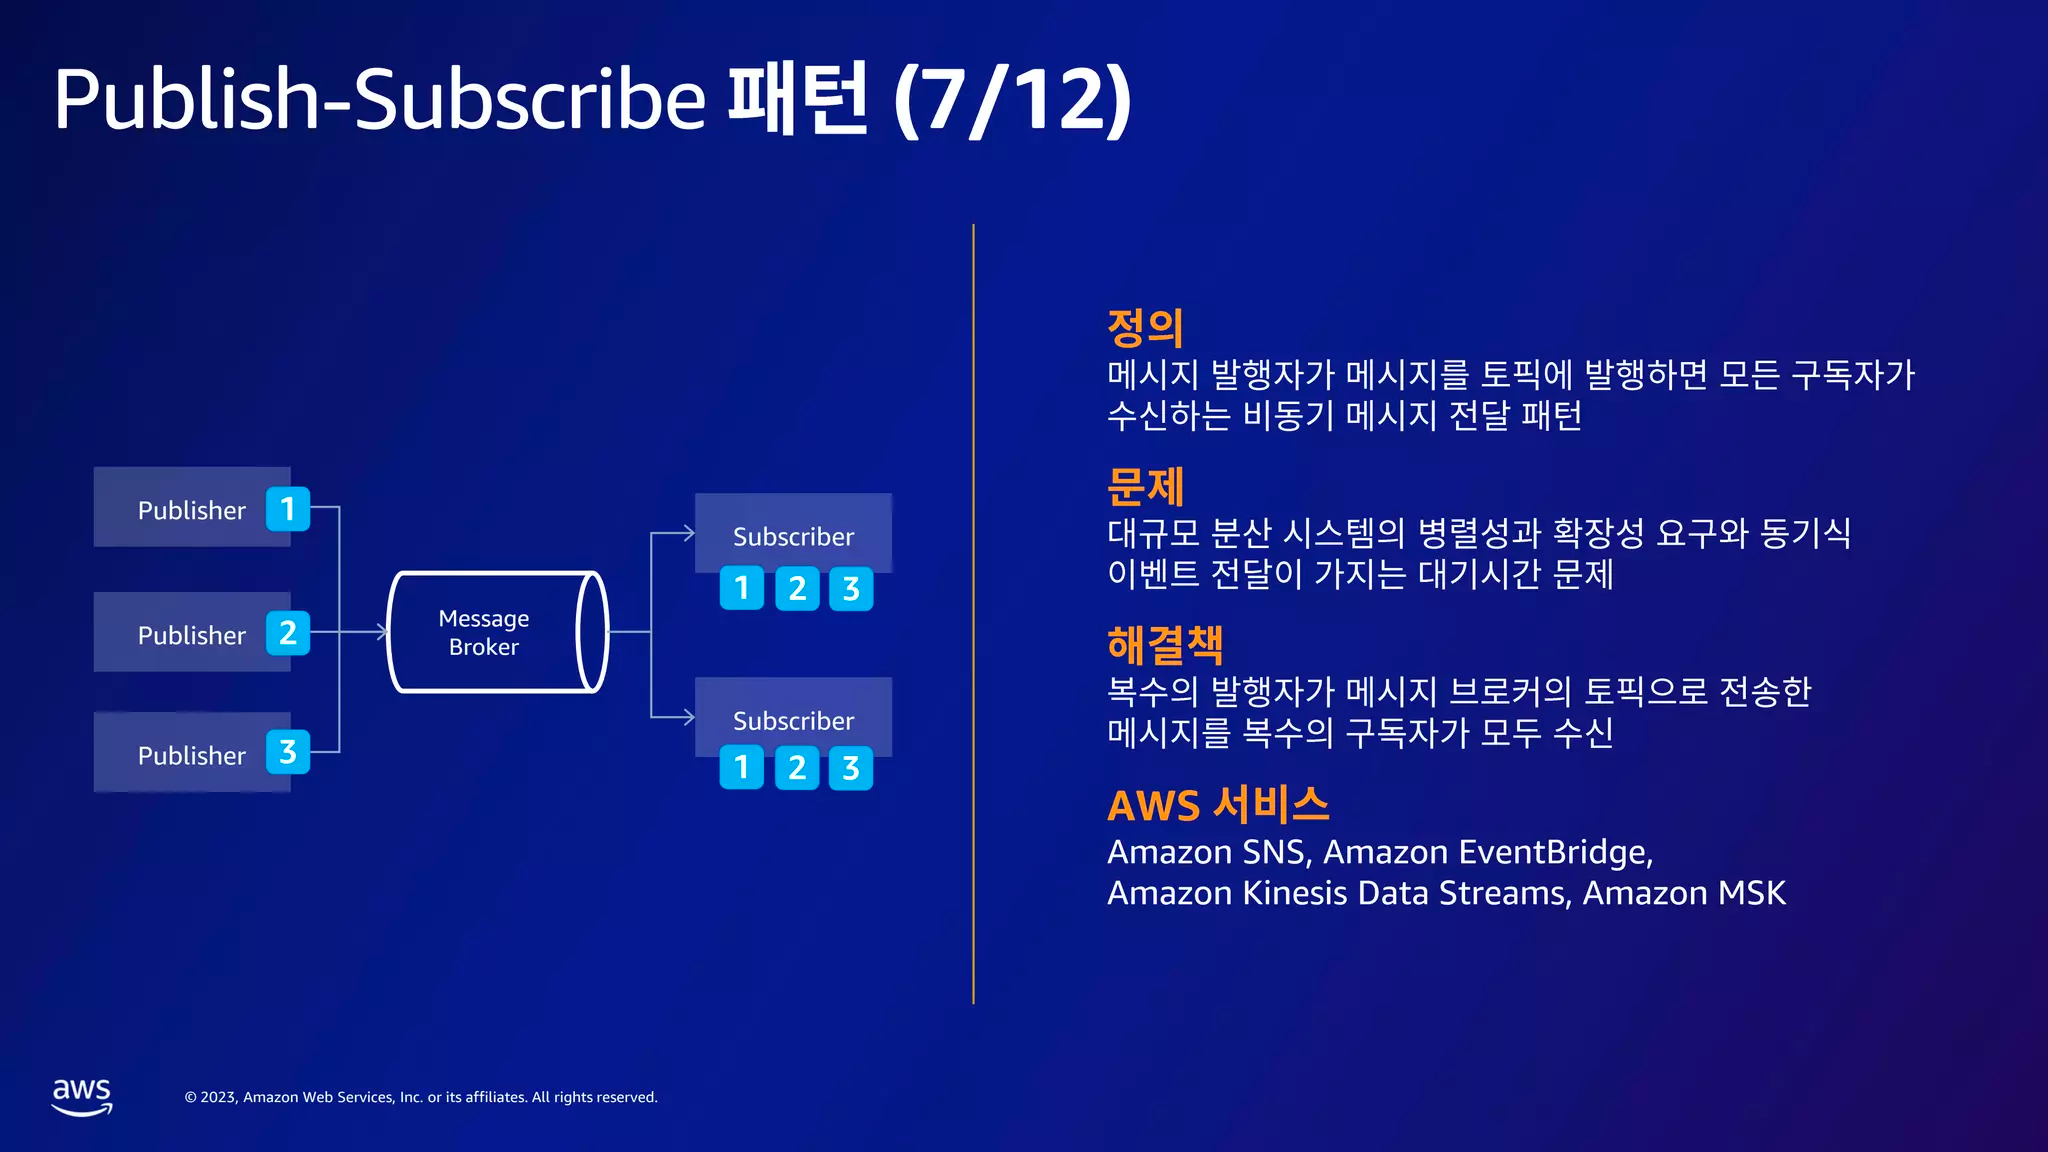 Publish-Subscribe 패턴 (7/12)
Publisher 1
Publisher 2
Publisher 3
Message
Broker
Subscriber
1 2 3
Subscriber
1 2 3
정의
메시지 발행자가 메시지를 토픽에 발행하면 모든 구독자가
수신하는 비동기 메시지 전달 패턴
문제
대규모 분산 시스템의 병렬성과 확장성 요구와 동기식
이벤트 전달이 가지는 대기시간 문제
해결책
복수의 발행자가 메시지 브로커의 토픽으로 전송한
메시지를 복수의 구독자가 모두 수신
AWS 서비스
Amazon SNS, Amazon EventBridge,
Amazon Kinesis Data Streams, Amazon MSK
aws
© 2023, Amazon Web Services, Inc. or its affiliates. All rights reserved.